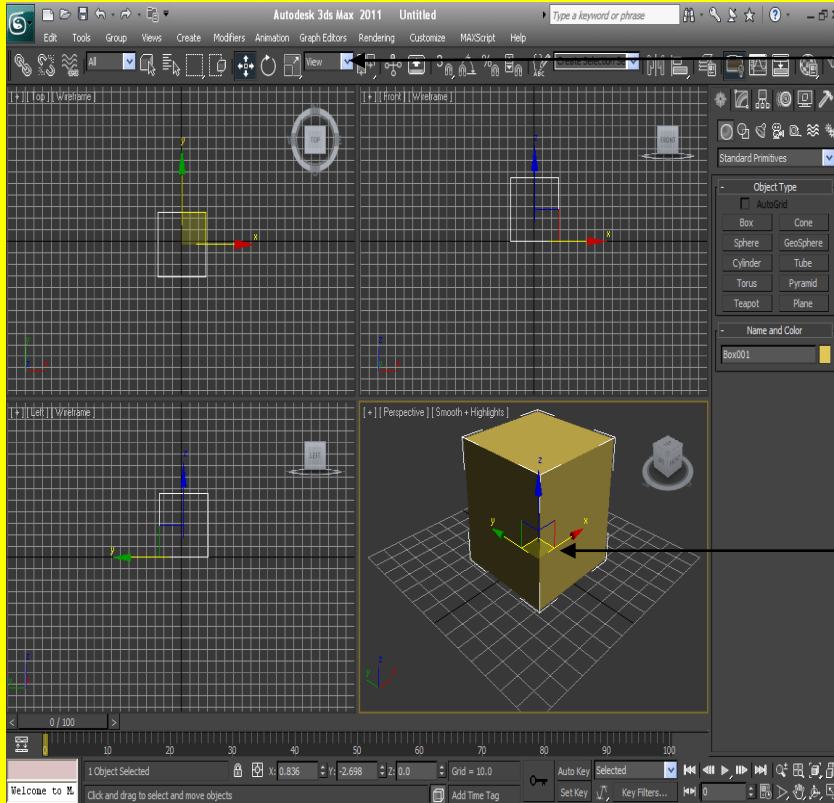 Autodesk 3ds Max 2011 Untitled
Type a keyword or phrase
Edit Tools Group Views Create Modifiers Animation Graph Editors Rendering Customize MAXScript Help
All
View
Create Selection Se
[ + ] [ Top ] [ Wireframe ]
TOP
y
x
y
x
[ + ] [ Front ] [ Wireframe ]
FRONT
z
x
z
x
[ + ] [ Left ] [ Wireframe ]
LEFT
z
y
z
y
[ + ] [ Perspective ] [ Smooth + Highlights ]
z
y
x
z
y
x
Standard Primitives
- Object Type
AutoGrid
Box Cone
Sphere GeoSphere
Cylinder Tube
Torus Pyramid
Teapot Plane
- Name and Color
Box001
< 0 / 100 >
0 10 20 30 40 50 60 70 80 90 100
1 Object Selected X: 0.836 Y: -2.698 Z: 0.0 Grid = 10.0 Auto Key Selected
Welcome to M. Click and drag to select and move objects Add Time Tag Set Key Key Filters... 0